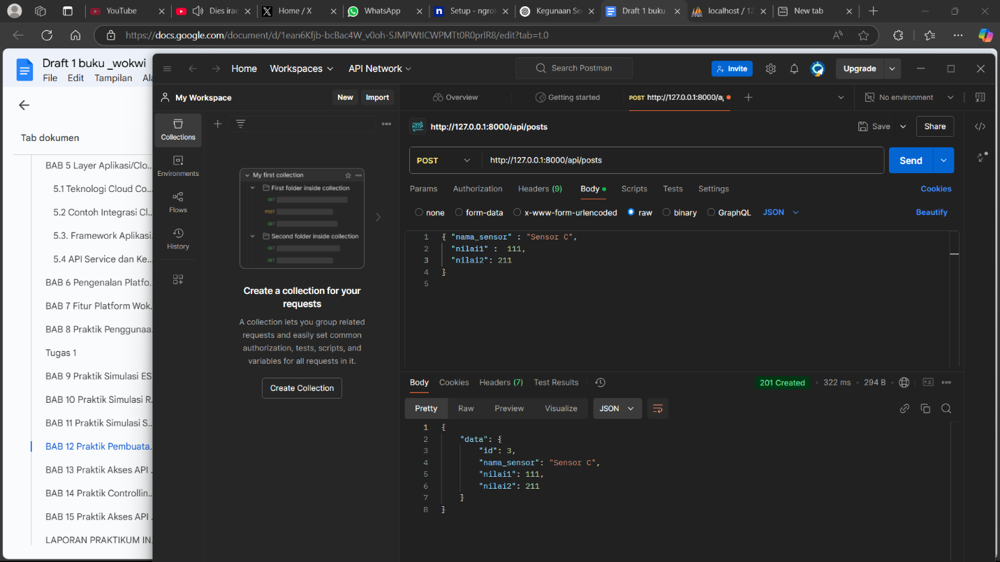 YouTube
Dies irae
Home / X
WhatsApp
Setup - ngrok
Kegunaan Se
Draft 1 buku
localhost / 12
New tab
https://docs.google.com/document/d/1ean6Kfjb-bcBac4W_v0oh-SJMPWtICWPMTt0R0prlR8/edit?tab=t.0
Draft 1 buku _wokwi
File Edit Tampilan
Tab dokumen
BAB 5 Layer Aplikasi/Clo...
5.1 Teknologi Cloud Co...
5.2 Contoh Integrasi Cl...
5.3. Framework Aplikasi...
5.4 API Service dan Ke...
BAB 6 Pengenalan Platfo...
BAB 7 Fitur Platform Wok...
BAB 8 Praktik Penggunaa...
Tugas 1
BAB 9 Praktik Simulasi ES
BAB 10 Praktik Simulasi R...
BAB 11 Praktik Simulasi S...
BAB 12 Praktik Pembuata...
BAB 13 Praktik Akses API ...
BAB 14 Praktik Controllin...
BAB 15 Praktik Akses API ...
LAPORAN PRAKTIKUM IN...
Home Workspaces API Network
Search Postman
Invite
Upgrade
My Workspace New Import
Collections
Environments
Flows
History
My first collection
First folder inside collection
GET
POST
GET
Second folder inside collection
GET
GET
Create a collection for your
requests
A collection lets you group related
requests and easily set common
authorization, tests, scripts, and
variables for all requests in it.
Create Collection
Overview Getting started POST http://127.0.0.1:8000/a No environment
HTTP http://127.0.0.1:8000/api/posts Save Share
POST http://127.0.0.1:8000/api/posts Send
Params Authorization Headers (9) Body Scripts Tests Settings Cookies
none form-data x-www-form-urlencoded raw binary GraphQL JSON Beautify
1 { "nama_sensor" : "Sensor C",
2 "nilai1" : 111,
3 "nilai2": 211
4 }
5
Body Cookies Headers (7) Test Results 201 Created 322 ms 294 B
Pretty Raw Preview Visualize JSON
1 {
2 "data": {
3 "id": 3,
4 "nama_sensor": "Sensor C",
5 "nilai1": 111,
6 "nilai2": 211
7 }
8 }